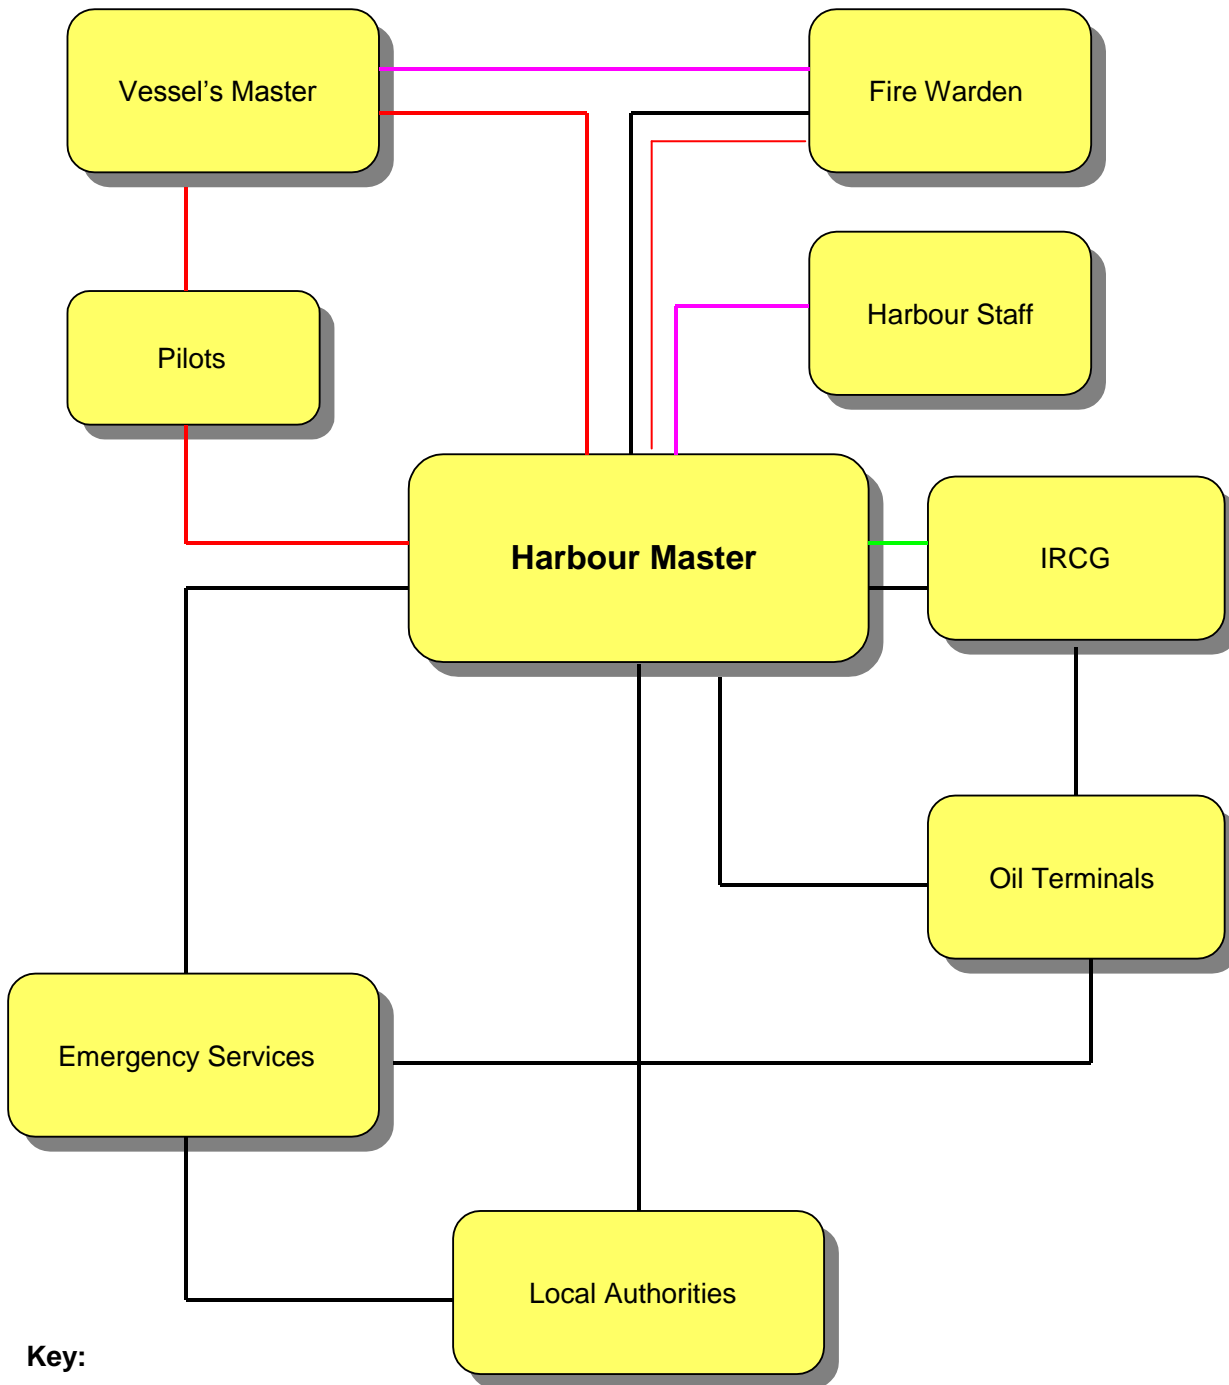 Vessel's Master
Fire Warden
Harbour Staff
Pilots
Harbour Master
IRCG
Oil Terminals
Emergency Services
Local Authorities
Key: